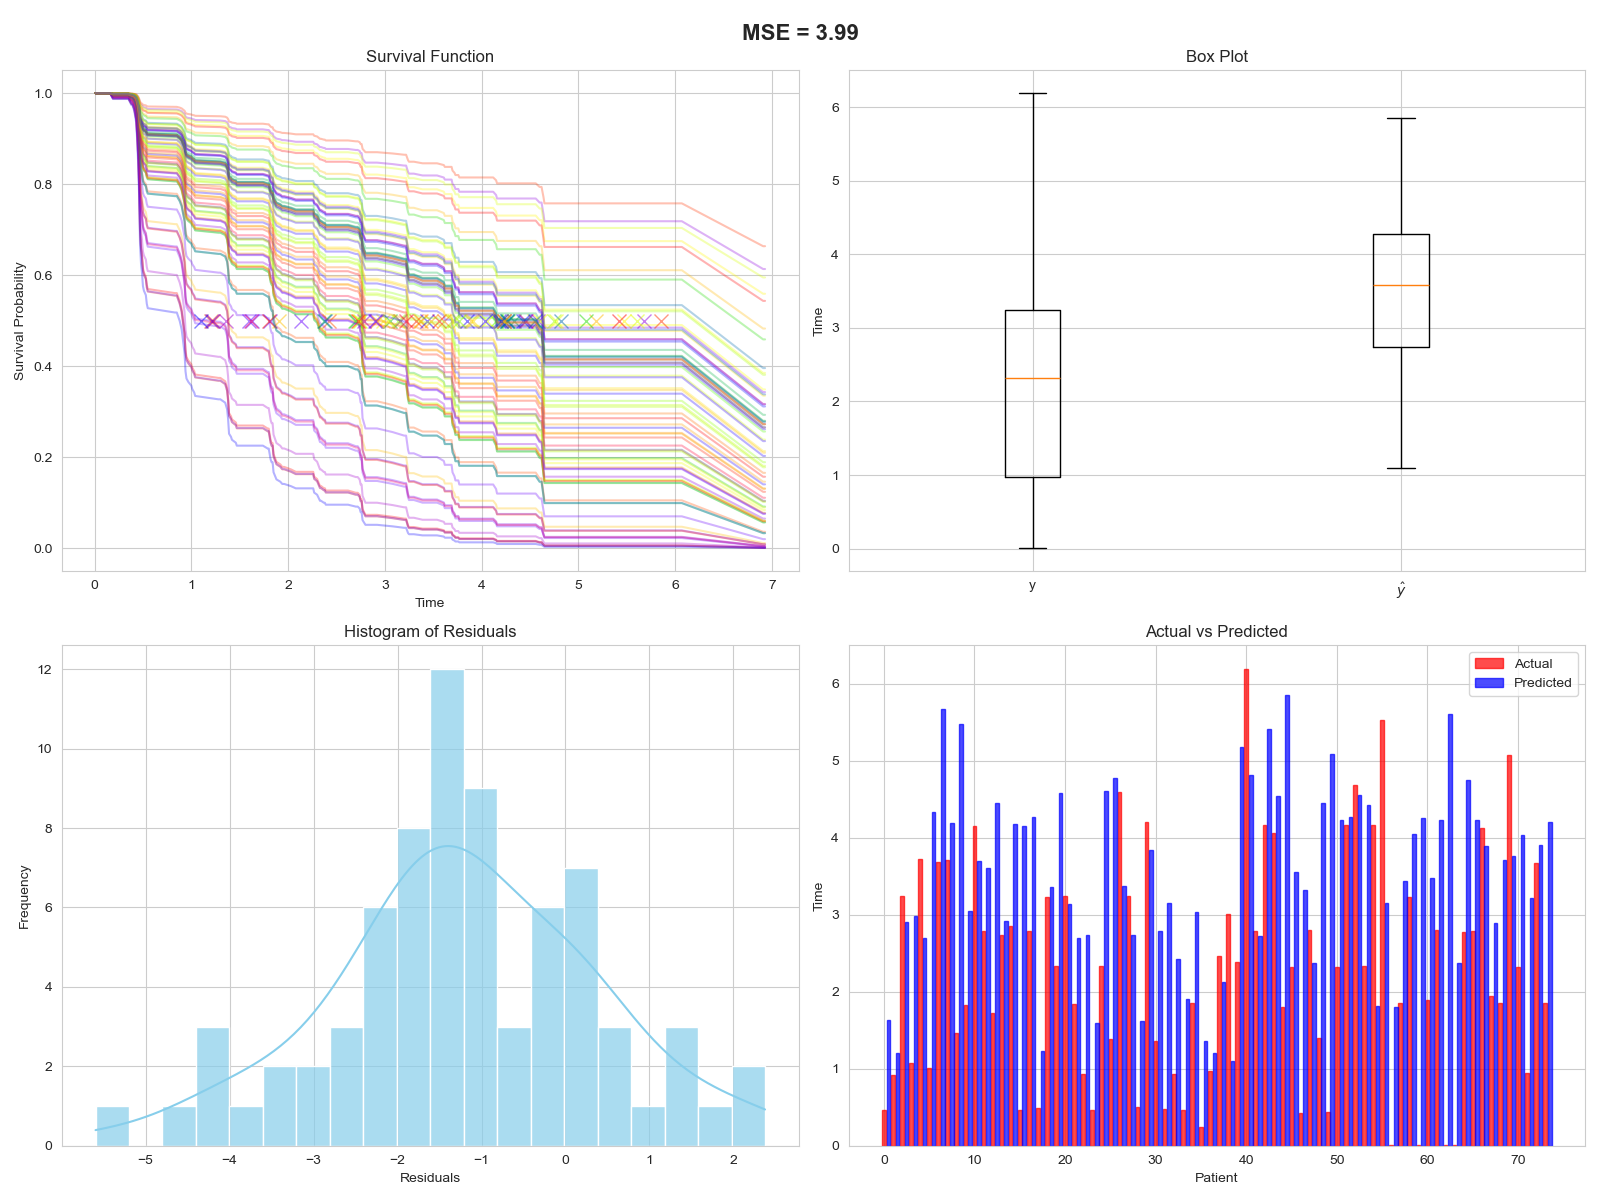 MSE = 3.99
Survival Function
1.0
0.8
0.6
0.4
0.2
0.0
Survival Probability
0 1 2 3 4 5 6 7
Time
Box Plot
6
5
4
3
2
1
0
Time
y ŷ
Histogram of Residuals
12
10
8
6
4
2
0
Frequency
−5 −4 −3 −2 −1 0 1 2
Residuals
Actual vs Predicted
Actual
Predicted
6
5
4
3
2
1
0
Time
0 10 20 30 40 50 60 70
Patient